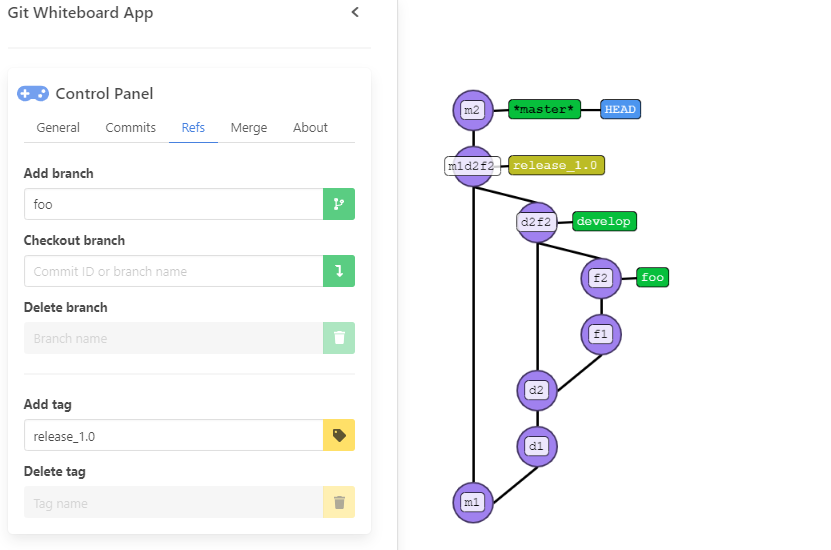 Git Whiteboard App
Control Panel
General Commits Refs Merge About
Add branch
foo
Checkout branch
Commit ID or branch name
Delete branch
Branch name
Add tag
release_1.0
Delete tag
Tag name
m2 *master* HEAD
m1d2f2 release_1.0
d2f2 develop
f2 foo
f1
d2
d1
m1